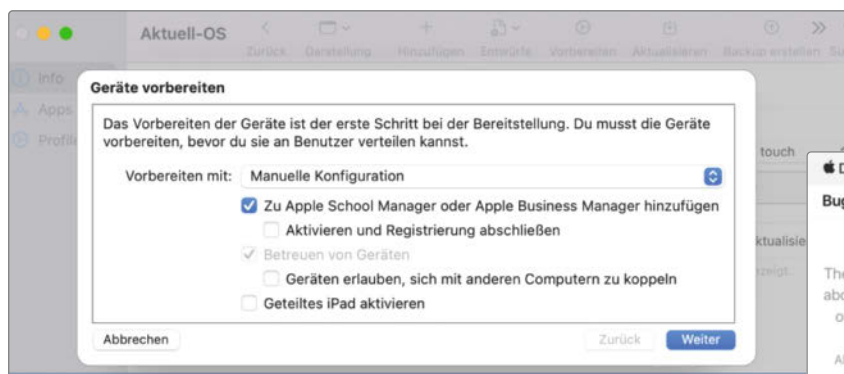 Aktuell-OS
Zurück Darstellung Hinzufügen Entwürfe Vorbereiten Aktualisieren Backup erstellen
Info
Apps
Profile
Geräte vorbereiten
Das Vorbereiten der Geräte ist der erste Schritt bei der Bereitstellung. Du musst die Geräte
vorbereiten, bevor du sie an Benutzer verteilen kannst.
Vorbereiten mit: Manuelle Konfiguration
Zu Apple School Manager oder Apple Business Manager hinzufügen
Aktivieren und Registrierung abschließen
Betreuen von Geräten
Geräten erlauben, sich mit anderen Computern zu koppeln
Geteiltes iPad aktivieren
Abbrechen Zurück Weiter
touch
Bug
ktualisie
zeigt.
The
abo